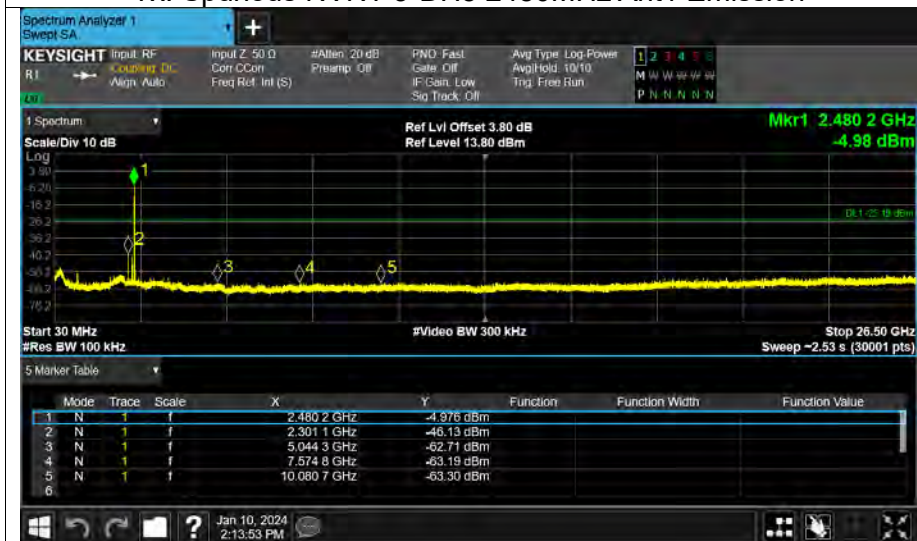 Spectrum Analyzer 1
Swept SA
+
KEYSIGHT Input: RF Input Z: 50 Ω #Atten: 20 dB PNO: Fast Avg Type: Log-Power 1 2 3 4 5 6
R L Coupling: DC Corr CCorr Preamp: Off Gate: Off Avg|Hold: 10/10 M W W W W W
Align: Auto Freq Ref: Int (S) IF Gain: Low Trig: Free Run P N N N N N
Sig Track: Off
1 Spectrum Ref Lvl Offset 3.80 dB Mkr1 2.480 2 GHz
Scale/Div 10 dB Ref Level 13.80 dBm -4.98 dBm
Log
3.80
-6.20
-16.2
-26.2
-36.2
-46.2
-56.2
-66.2
-76.2
1
2
3
4
5
Start 30 MHz #Video BW 300 kHz Stop 26.50 GHz
#Res BW 100 kHz Sweep ~2.53 s (30001 pts)
5 Marker Table
Mode Trace Scale X Y Function Function Width Function Value
1 N 1 f 2.480 2 GHz -4.976 dBm
2 N 1 f 2.301 1 GHz -46.13 dBm
3 N 1 f 5.044 3 GHz -62.71 dBm
4 N 1 f 7.574 8 GHz -63.19 dBm
5 N 1 f 10.080 7 GHz -63.30 dBm
6
?
Jan 10, 2024
2:13:53 PM